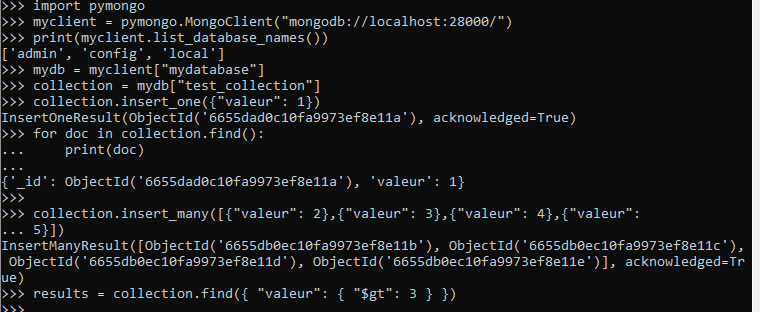 >>> import pymongo
>>> myclient = pymongo.MongoClient("mongodb://localhost:28000/")
>>> print(myclient.list_database_names())
['admin', 'config', 'local']
>>> mydb = myclient["mydatabase"]
>>> collection = mydb["test_collection"]
>>> collection.insert_one({"valeur": 1})
InsertOneResult(ObjectId('6655dad0c10fa9973ef8e11a'), acknowledged=True)
>>> for doc in collection.find():
...     print(doc)
...
{'_id': ObjectId('6655dad0c10fa9973ef8e11a'), 'valeur': 1}
>>>
>>> collection.insert_many([{"valeur": 2},{"valeur": 3},{"valeur": 4},{"valeur":
... 5}])
InsertManyResult([ObjectId('6655db0ec10fa9973ef8e11b'), ObjectId('6655db0ec10fa9973ef8e11c'),
 ObjectId('6655db0ec10fa9973ef8e11d'), ObjectId('6655db0ec10fa9973ef8e11e')], acknowledged=Tr
ue)
>>> results = collection.find({ "valeur": { "$gt": 3 } })
>>>